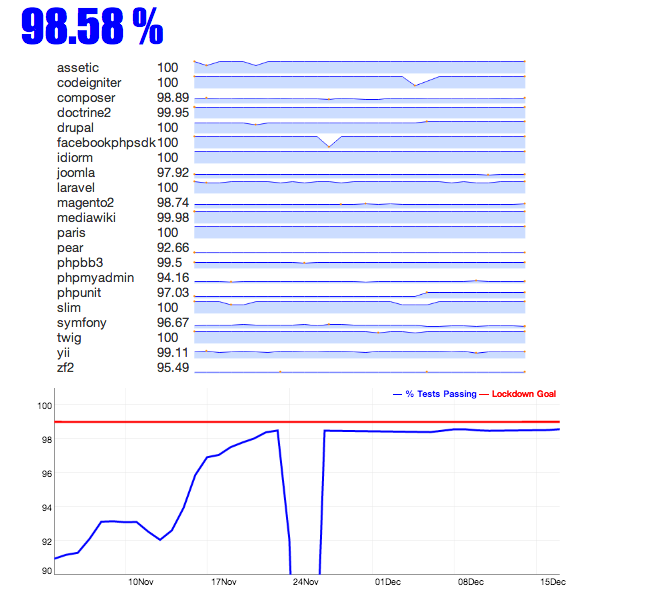 98.58 %
assetic 100
codeigniter 100
composer 98.89
doctrine2 99.95
drupal 100
facebookphpsdk 100
idiorm 100
joomla 97.92
laravel 100
magento2 98.74
mediawiki 99.98
paris 100
pear 92.66
phpbb3 99.5
phpmyadmin 94.16
phpunit 97.03
slim 100
symfony 96.67
twig 100
yii 99.11
zf2 95.49
% Tests Passing Lockdown Goal
100
98
96
94
92
90
10Nov 17Nov 24Nov 01Dec 08Dec 15Dec